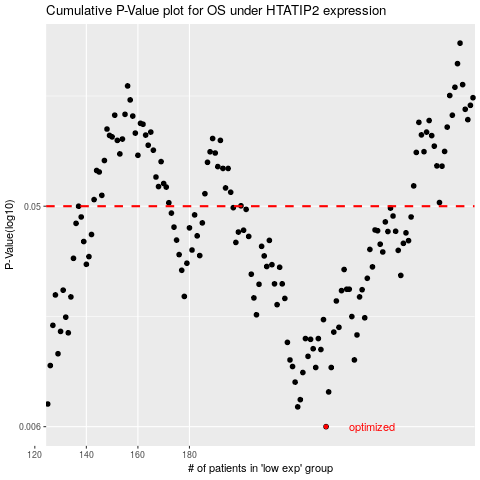 Cumulative P-Value plot for OS under HTATIP2 expression
P-Value(log10)
0.05
0.006
optimized
120 140 160 180
# of patients in 'low exp' group